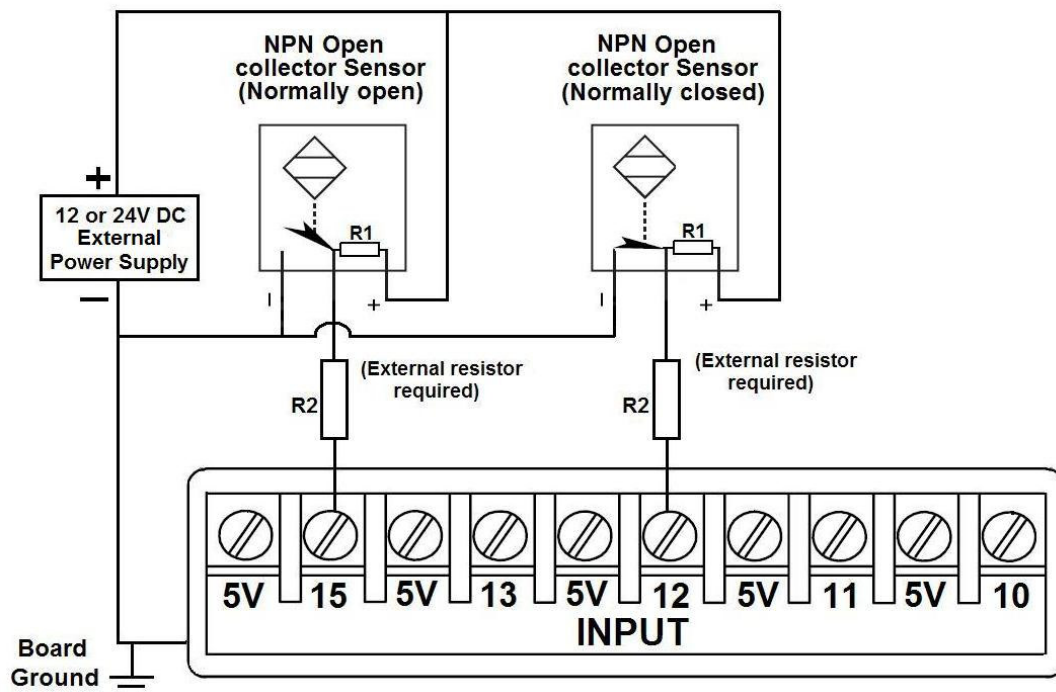 NPN Open
collector Sensor
(Normally open)
NPN Open
collector Sensor
(Normally closed)
+
12 or 24V DC
External
Power Supply
−
R1
R1
−
+
−
+
(External resistor
required)
(External resistor
required)
R2
R2
5V 15 5V 13 5V 12 5V 11 5V 10
INPUT
Board
Ground